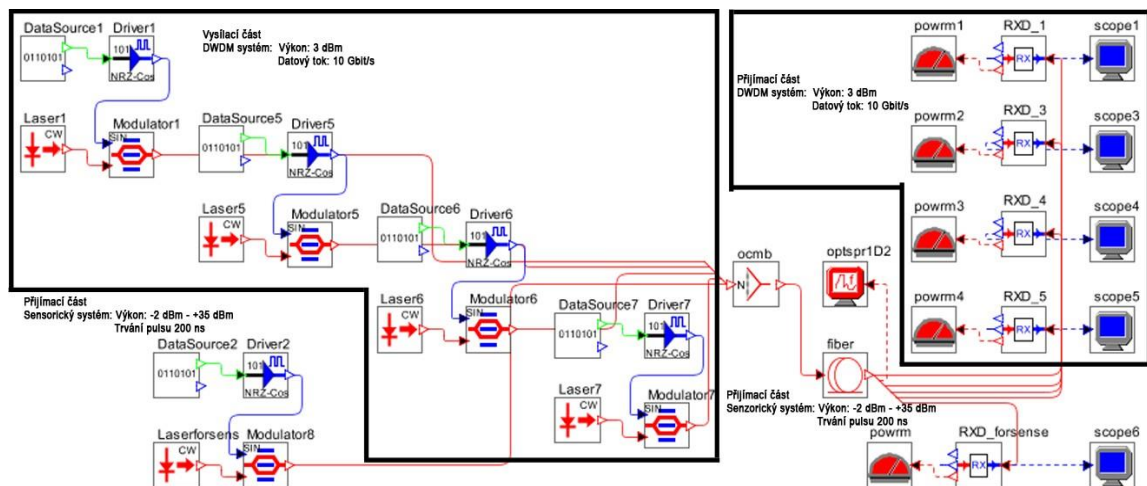 DataSource1
Driver1
0110101
101
NRZ-Cos
Vysílací část
DWDM systém: Výkon: 3 dBm
Datový tok: 10 Gbit/s
Laser1
CW
Modulator1
SIN
DataSource5
Driver5
0110101
101
NRZ-Cos
Laser5
CW
Modulator5
SIN
DataSource6
Driver6
0110101
101
NRZ-Cos
Laser6
CW
Modulator6
SIN
DataSource7
Driver7
0110101
101
NRZ-Cos
Laser7
CW
Modulator7
SIN
Přijímací část
Sensorický systém: Výkon: -2 dBm - +35 dBm
Trvání pulsu 200 ns
DataSource2
Driver2
0110101
101
NRZ-Cos
Laserforsens
CW
Modulator8
SIN
ocmb
N
optspr1D2
fiber
Přijímací část
DWDM systém: Výkon: 3 dBm
Datový tok: 10 Gbit/s
powrm1
RXD_1
RX
scope1
powrm2
RXD_3
RX
scope3
powrm3
RXD_4
RX
scope4
powrm4
RXD_5
RX
scope5
Přijímací část
Senzorický systém: Výkon: -2 dBm - +35 dBm
Trvání pulsu 200 ns
powrm
RXD_forsense
RX
scope6